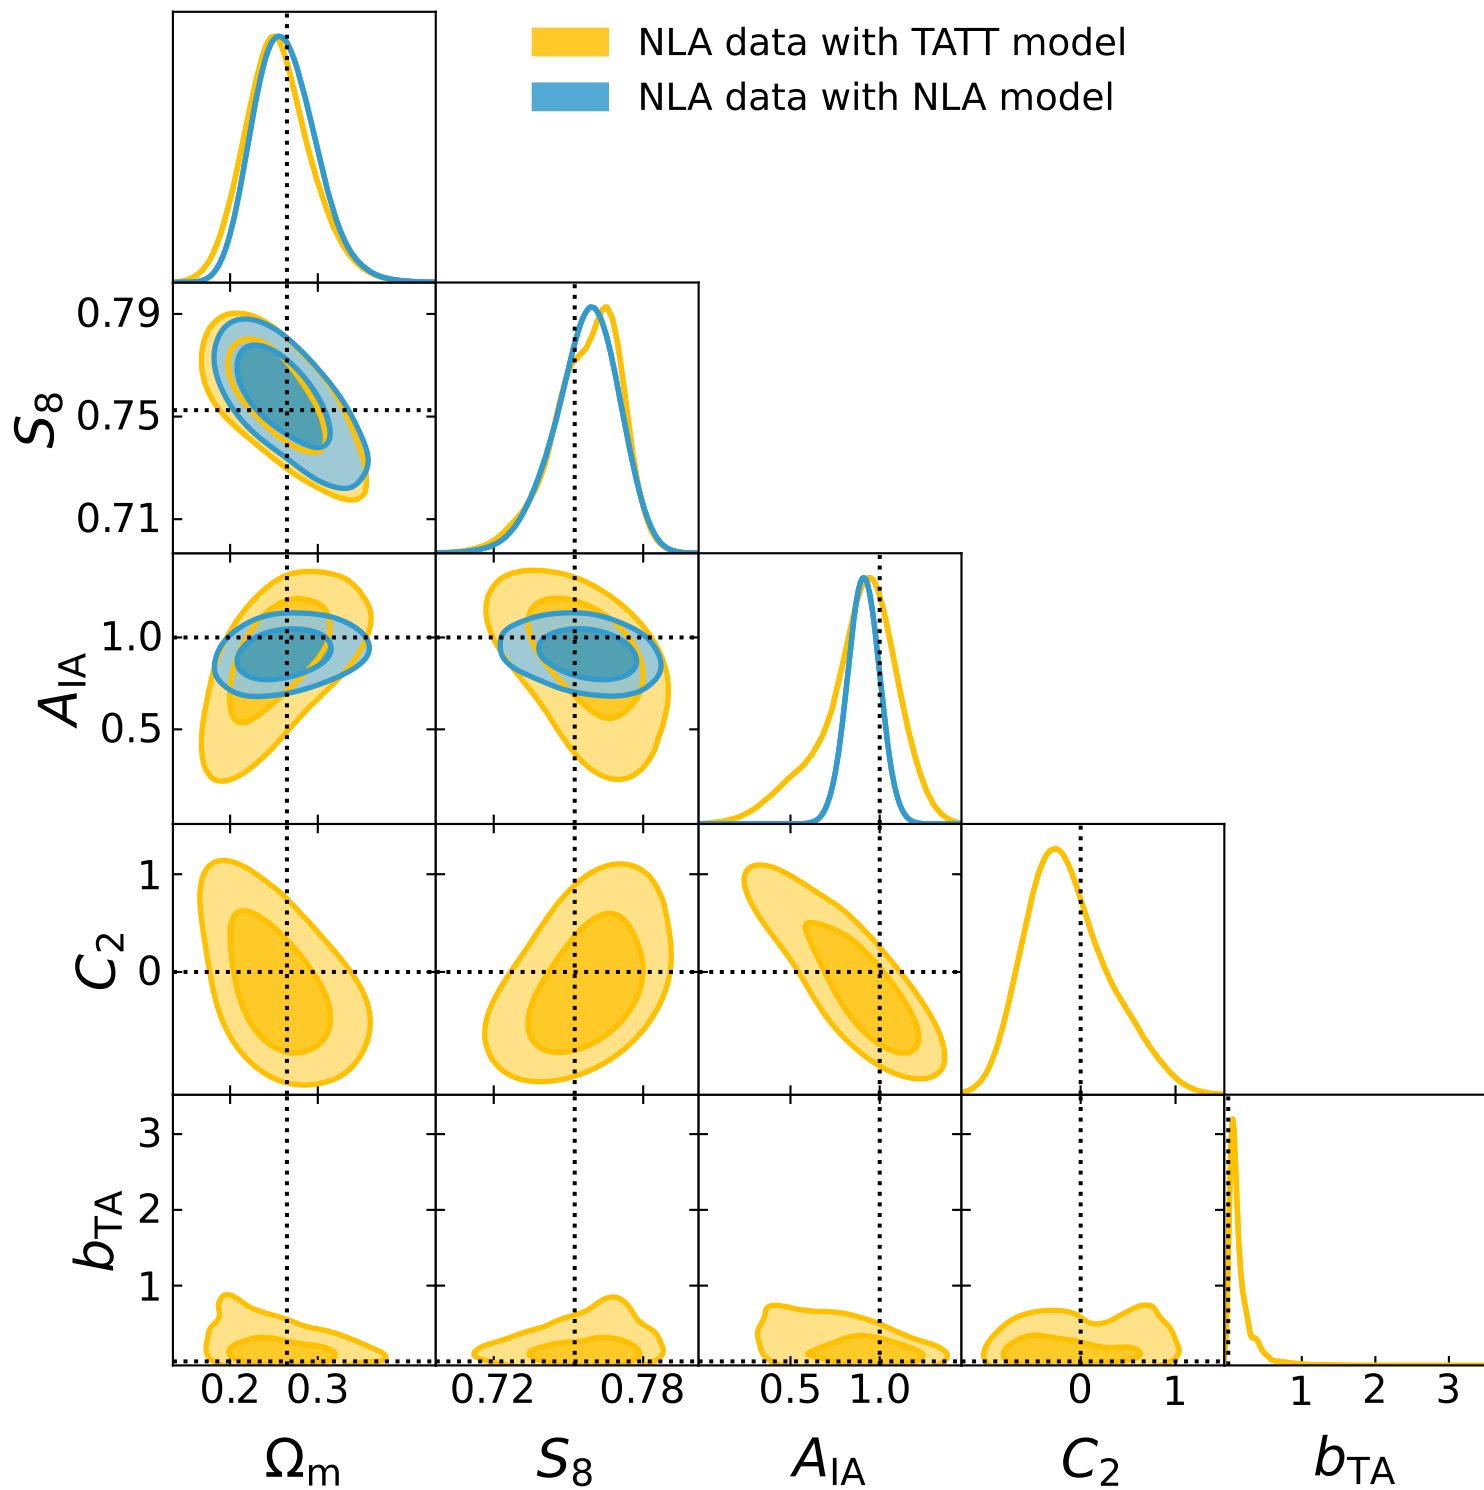 NLA data with TATT model
NLA data with NLA model
0.79
0.75
0.71
S8
1.0
0.5
AIA
1
0
C2
3
2
1
bTA
0.2 0.3 0.72 0.78 0.5 1.0 0 1 1 2 3
Ωm S8 AIA C2 bTA